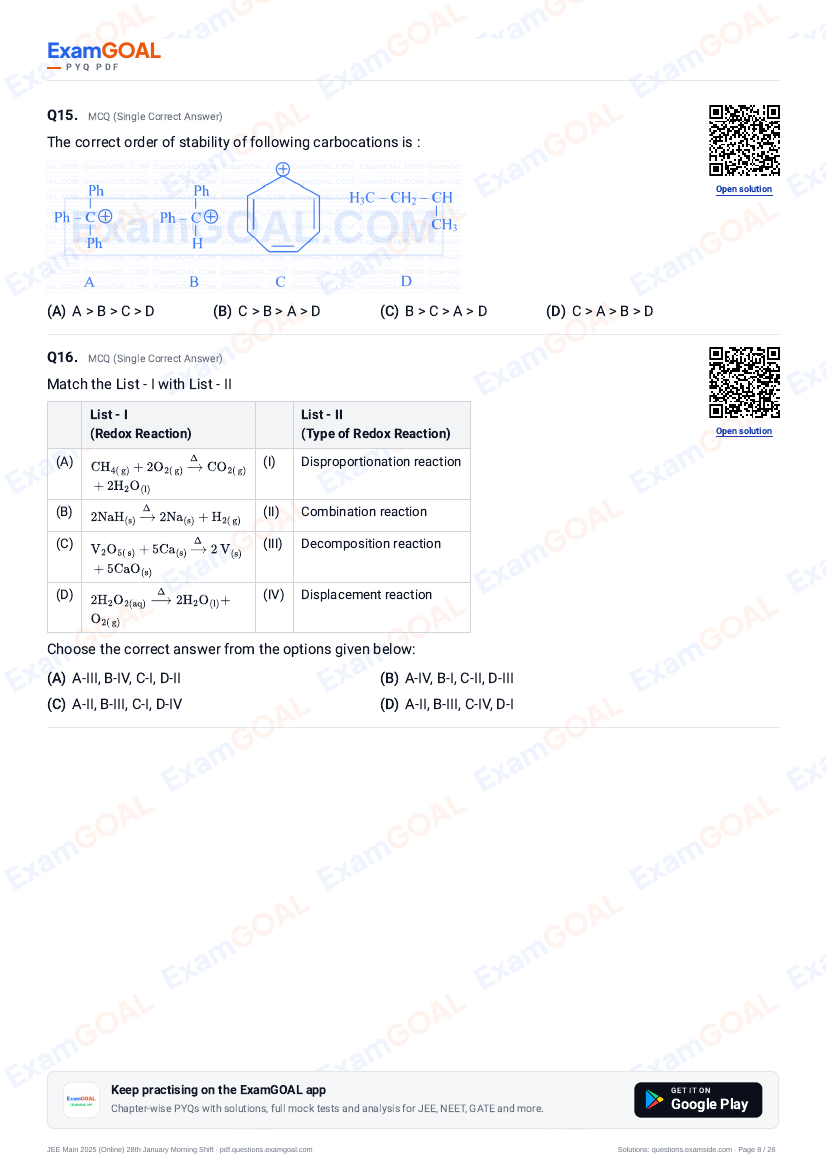 ExamGOAL
PYQ PDF
Q15. MCQ (Single Correct Answer)
The correct order of stability of following carbocations is :
Open solution
Ph
Ph – C ⊕
Ph
A
Ph
Ph – C ⊕
H
B
⊕
C
H₃C – CH₂ – CH
CH₃
D
ExamGOAL.COM
(A) A > B > C > D (B) C > B > A > D (C) B > C > A > D (D) C > A > B > D
Q16. MCQ (Single Correct Answer)
Match the List - I with List - II
Open solution
List - I List - II
(Redox Reaction) (Type of Redox Reaction)
(A) CH₄₍g₎ + 2O₂₍g₎ →Δ CO₂₍g₎ (I) Disproportionation reaction
+ 2H₂O₍l₎
(B) 2NaH₍s₎ →Δ 2Na₍s₎ + H₂₍g₎ (II) Combination reaction
(C) V₂O₅₍s₎ + 5Ca₍s₎ →Δ 2 V₍s₎ (III) Decomposition reaction
+ 5CaO₍s₎
(D) 2H₂O₂₍aq₎ →Δ 2H₂O₍l₎+ (IV) Displacement reaction
O₂₍g₎
Choose the correct answer from the options given below:
(A) A-III, B-IV, C-I, D-II (B) A-IV, B-I, C-II, D-III
(C) A-II, B-III, C-I, D-IV (D) A-II, B-III, C-IV, D-I
ExamGOAL
Keep practising on the ExamGOAL app
Chapter-wise PYQs with solutions, full mock tests and analysis for JEE, NEET, GATE and more.
GET IT ON
Google Play
JEE Main 2025 (Online) 28th January Morning Shift · pdf.questions.examgoal.com Solutions: questions.examside.com · Page 8 / 26